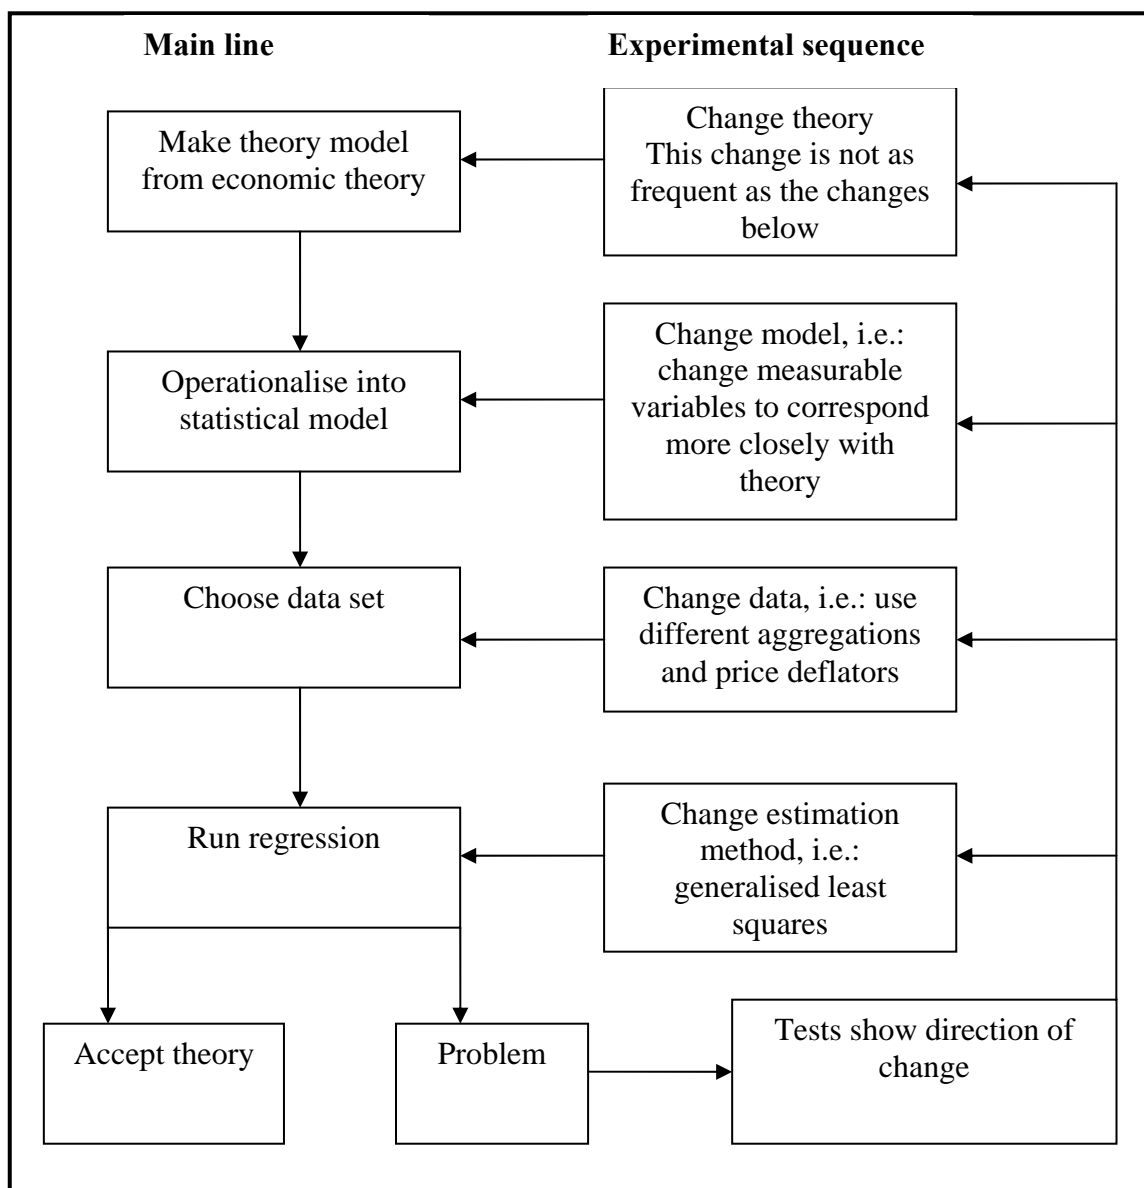 Main line
Experimental sequence
Make theory model
from economic theory
Change theory
This change is not as
frequent as the changes
below
Operationalise into
statistical model
Change model, i.e.:
change measurable
variables to correspond
more closely with
theory
Choose data set
Change data, i.e.: use
different aggregations
and price deflators
Run regression
Change estimation
method, i.e.:
generalised least
squares
Accept theory
Problem
Tests show direction of
change